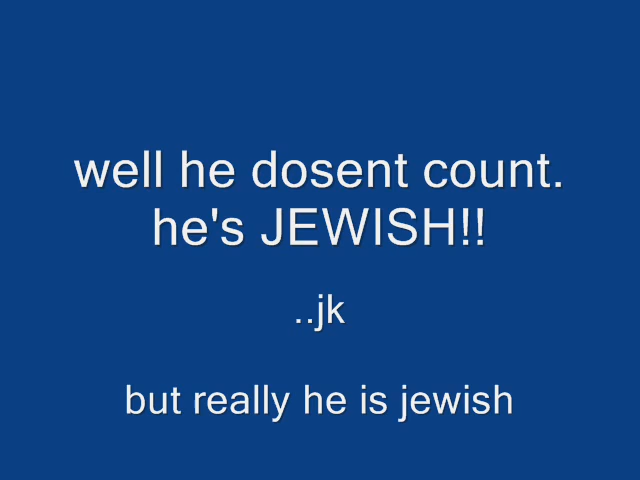 well he dosent count.
he's JEWISH!!
..jk
but really he is jewish